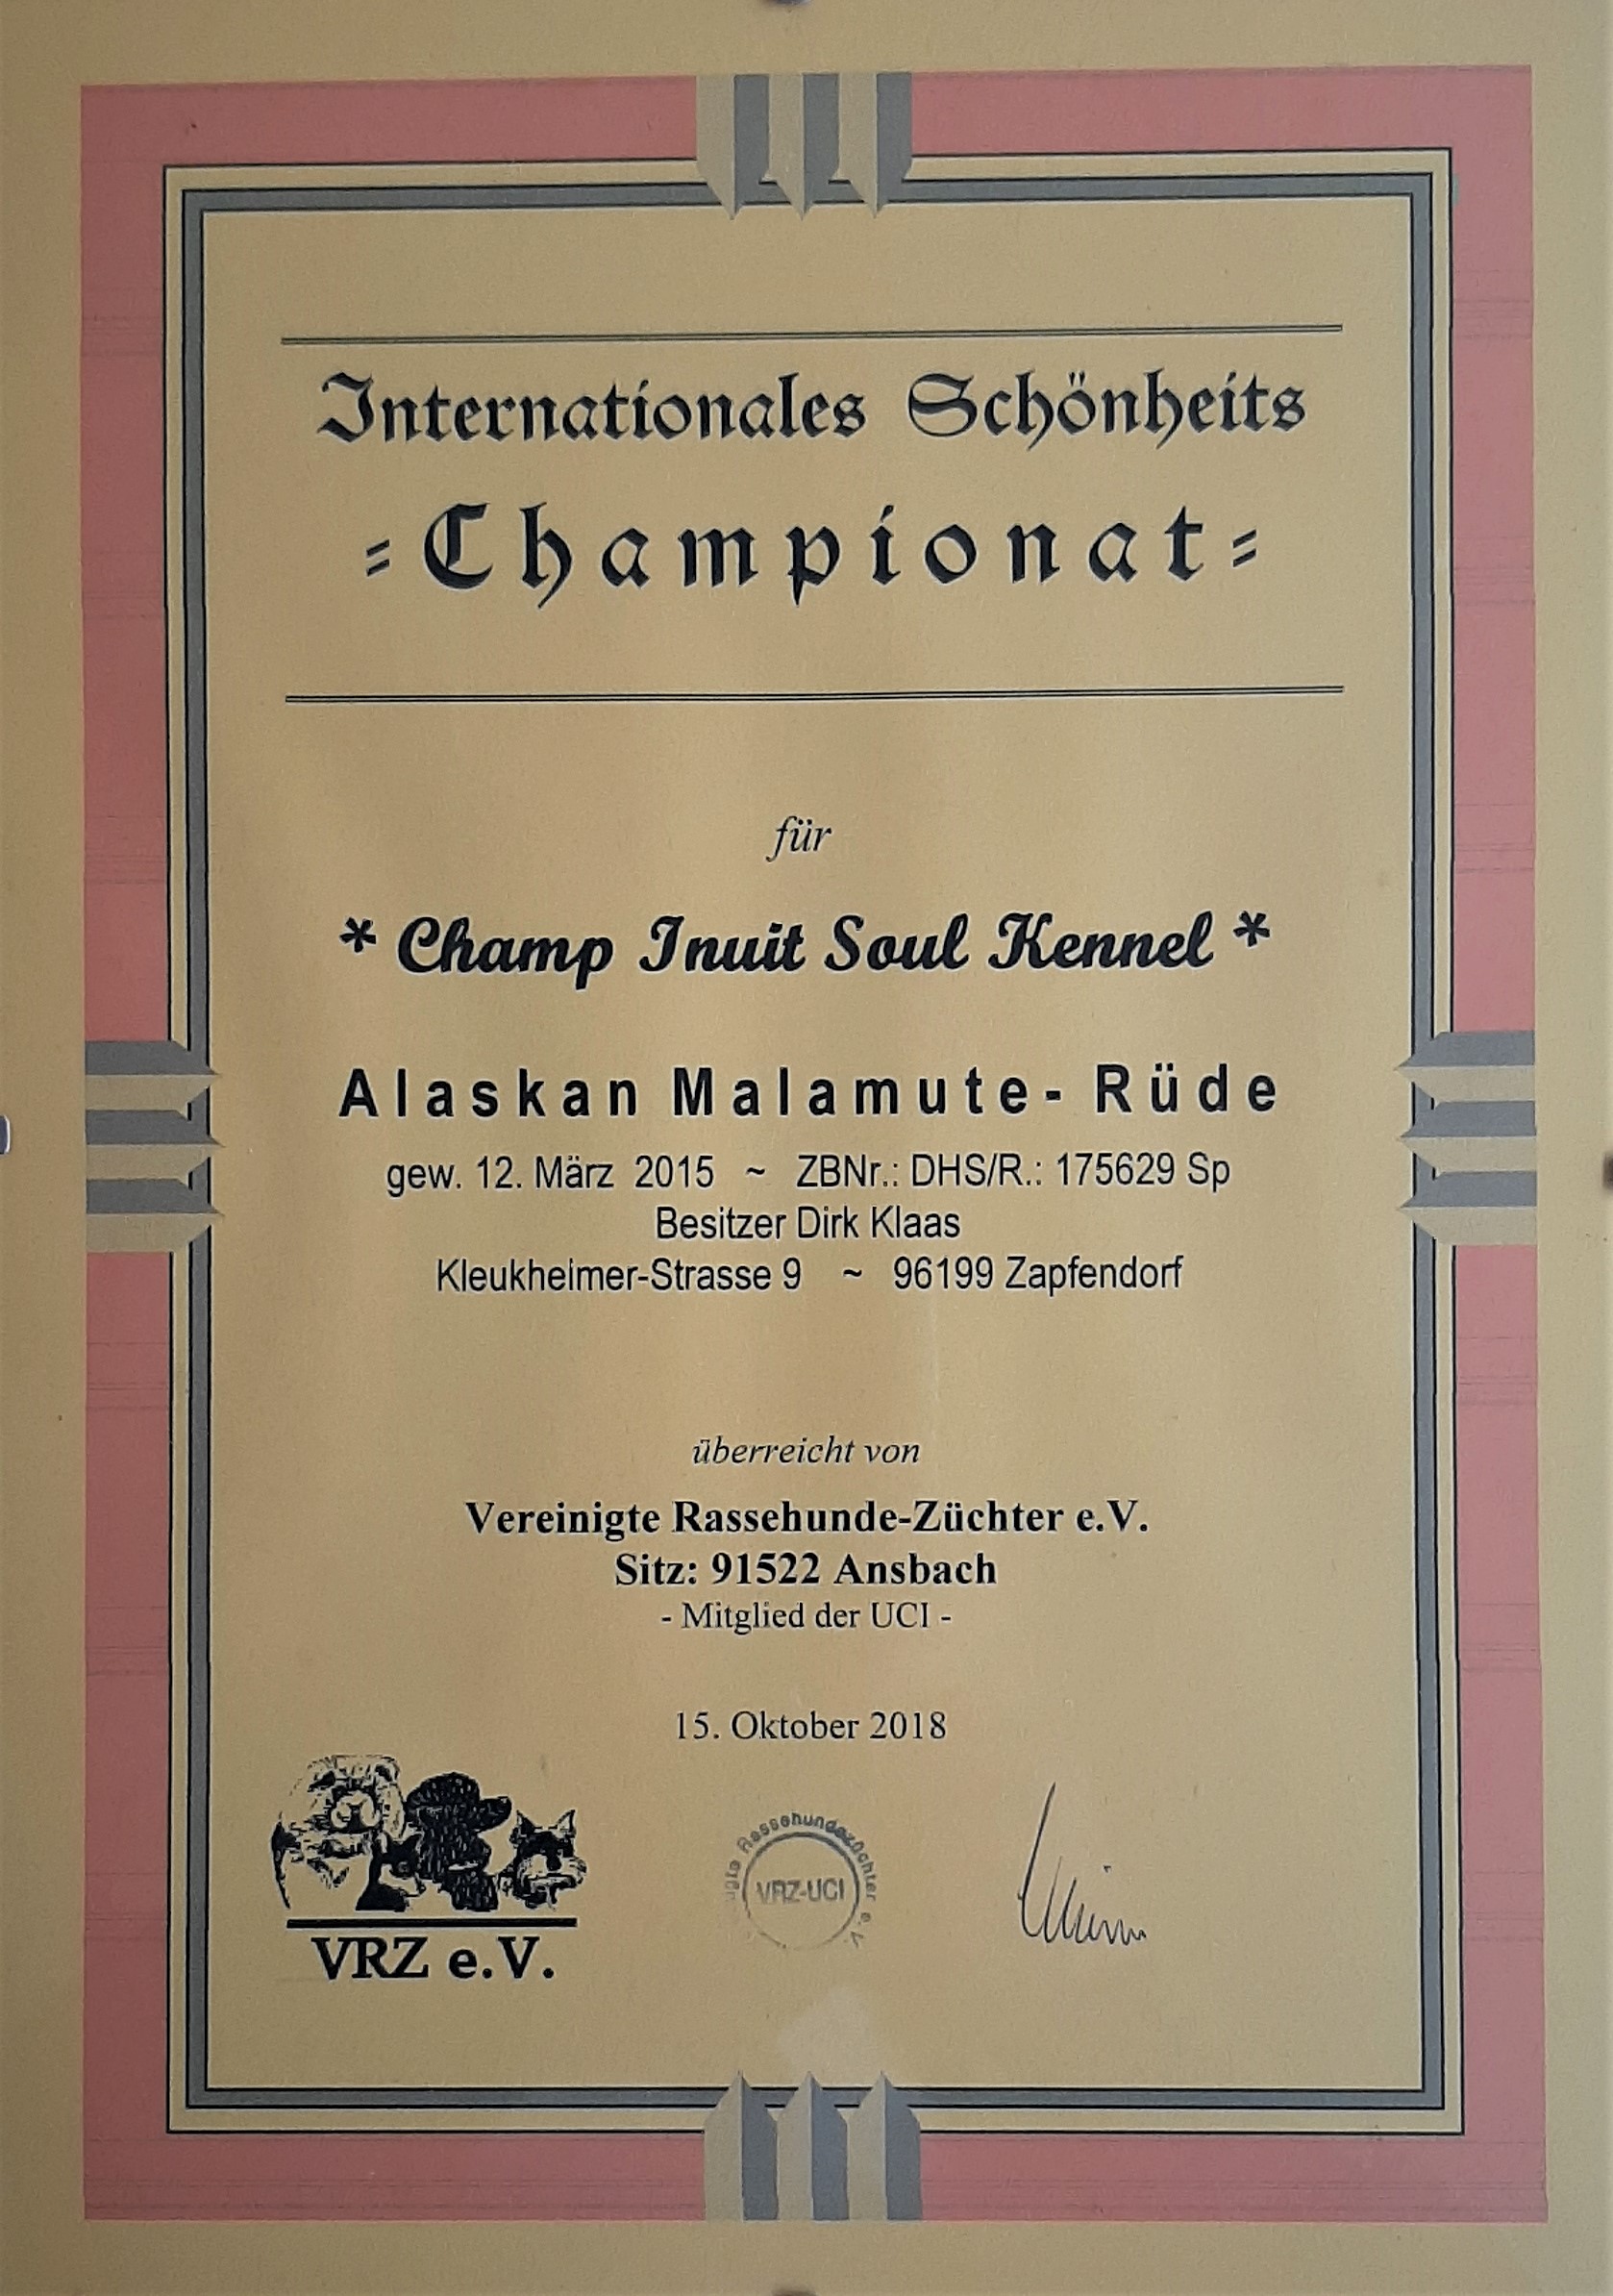 Internationales Schönheits
=Championat=
für
* Champ Inuit Soul Kennel *
Alaskan Malamute- Rüde
gew. 12. März 2015 ~ ZBNr.: DHS/R.: 175629 Sp
Besitzer Dirk Klaas
Kleukheimer-Strasse 9 ~ 96199 Zapfendorf
überreicht von
Vereinigte Rassehunde-Züchter e.V.
Sitz: 91522 Ansbach
- Mitglied der UCI -
15. Oktober 2018
VRZ e.V.
Rassehundezüchter e.V.
VRZ-UCI